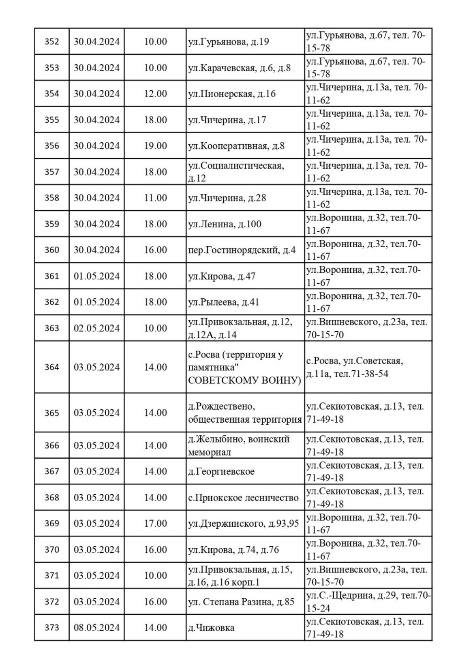 352 30.04.2024 10.00 ул.Гурьянова, д.19 ул.Гурьянова, д.67, тел. 70-
15-78
353 30.04.2024 10.00 ул.Карачевская, д.6, д.8 ул.Гурьянова, д.67, тел. 70-
15-78
354 30.04.2024 12.00 ул.Пионерская, д.16 ул.Чичерина, д.13а, тел. 70-
11-62
355 30.04.2024 18.00 ул.Чичерина, д.17 ул.Чичерина, д.13а, тел. 70-
11-62
356 30.04.2024 19.00 ул.Кооперативная, д.8 ул.Чичерина, д.13а, тел. 70-
11-62
357 30.04.2024 18.00 ул.Социалистическая,
д.12 ул.Чичерина, д.13а, тел. 70-
11-62
358 30.04.2024 11.00 ул.Чичерина, д.28 ул.Чичерина, д.13а, тел. 70-
11-62
359 30.04.2024 18.00 ул.Ленина, д.100 ул.Воронина, д.32, тел.70-
11-67
360 30.04.2024 16.00 пер.Гостинорядский, д.4 ул.Воронина, д.32, тел.70-
11-67
361 01.05.2024 18.00 ул.Кирова, д.47 ул.Воронина, д.32, тел.70-
11-67
362 01.05.2024 18.00 ул.Рылеева, д.41 ул.Воронина, д.32, тел.70-
11-67
363 02.05.2024 10.00 ул.Привокзальная, д.12,
д.12А, д.14 ул.Вишневского, д.23а, тел.
70-15-70
364 03.05.2024 14.00 с.Росва (территория у
памятника"
СОВЕТСКОМУ ВОИНУ) с.Росва, ул.Советская,
д.11а, тел.71-38-54
365 03.05.2024 14.00 д.Рождествено,
общественная территория ул.Секиотовская, д.13, тел.
71-49-18
366 03.05.2024 14.00 д.Желыбино, воинский
мемориал ул.Секиотовская, д.13, тел.
71-49-18
367 03.05.2024 14.00 д.Георгиевское ул.Секиотовская, д.13, тел.
71-49-18
368 03.05.2024 14.00 с.Приокское лесничество ул.Секиотовская, д.13, тел.
71-49-18
369 03.05.2024 17.00 ул.Дзержинского, д.93,95 ул.Воронина, д.32, тел.70-
11-67
370 03.05.2024 16.00 ул.Кирова, д.74, д.76 ул.Воронина, д.32, тел.70-
11-67
371 03.05.2024 10.00 ул.Привокзальная, д.15,
д.16, д.16 корп.1 ул.Вишневского, д.23а, тел.
70-15-70
372 03.05.2024 16.00 ул. Степана Разина, д.85 ул.С.-Щедрина, д.29, тел.70-
15-24
373 08.05.2024 14.00 д.Чижовка ул.Секиотовская, д.13, тел.
71-49-18